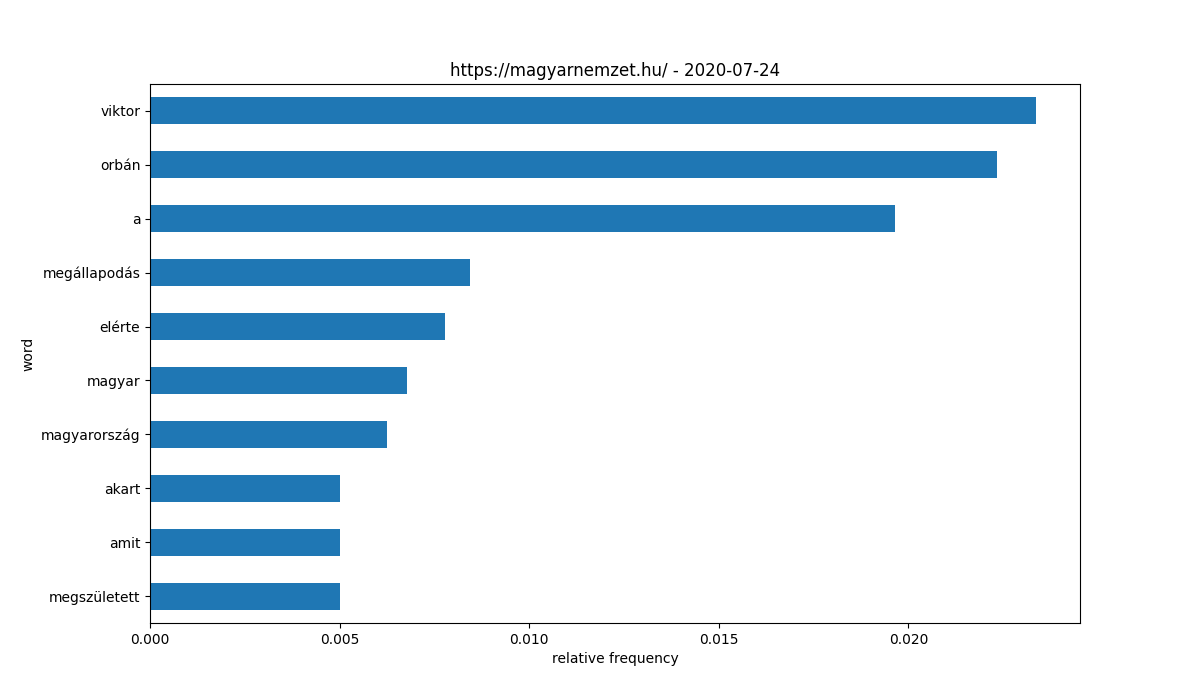 https://magyarnemzet.hu/ - 2020-07-24
viktor
orbán
a
megállapodás
elérte
magyar
magyarország
akart
amit
megszületett
word
0.000 0.005 0.010 0.015 0.020
relative frequency